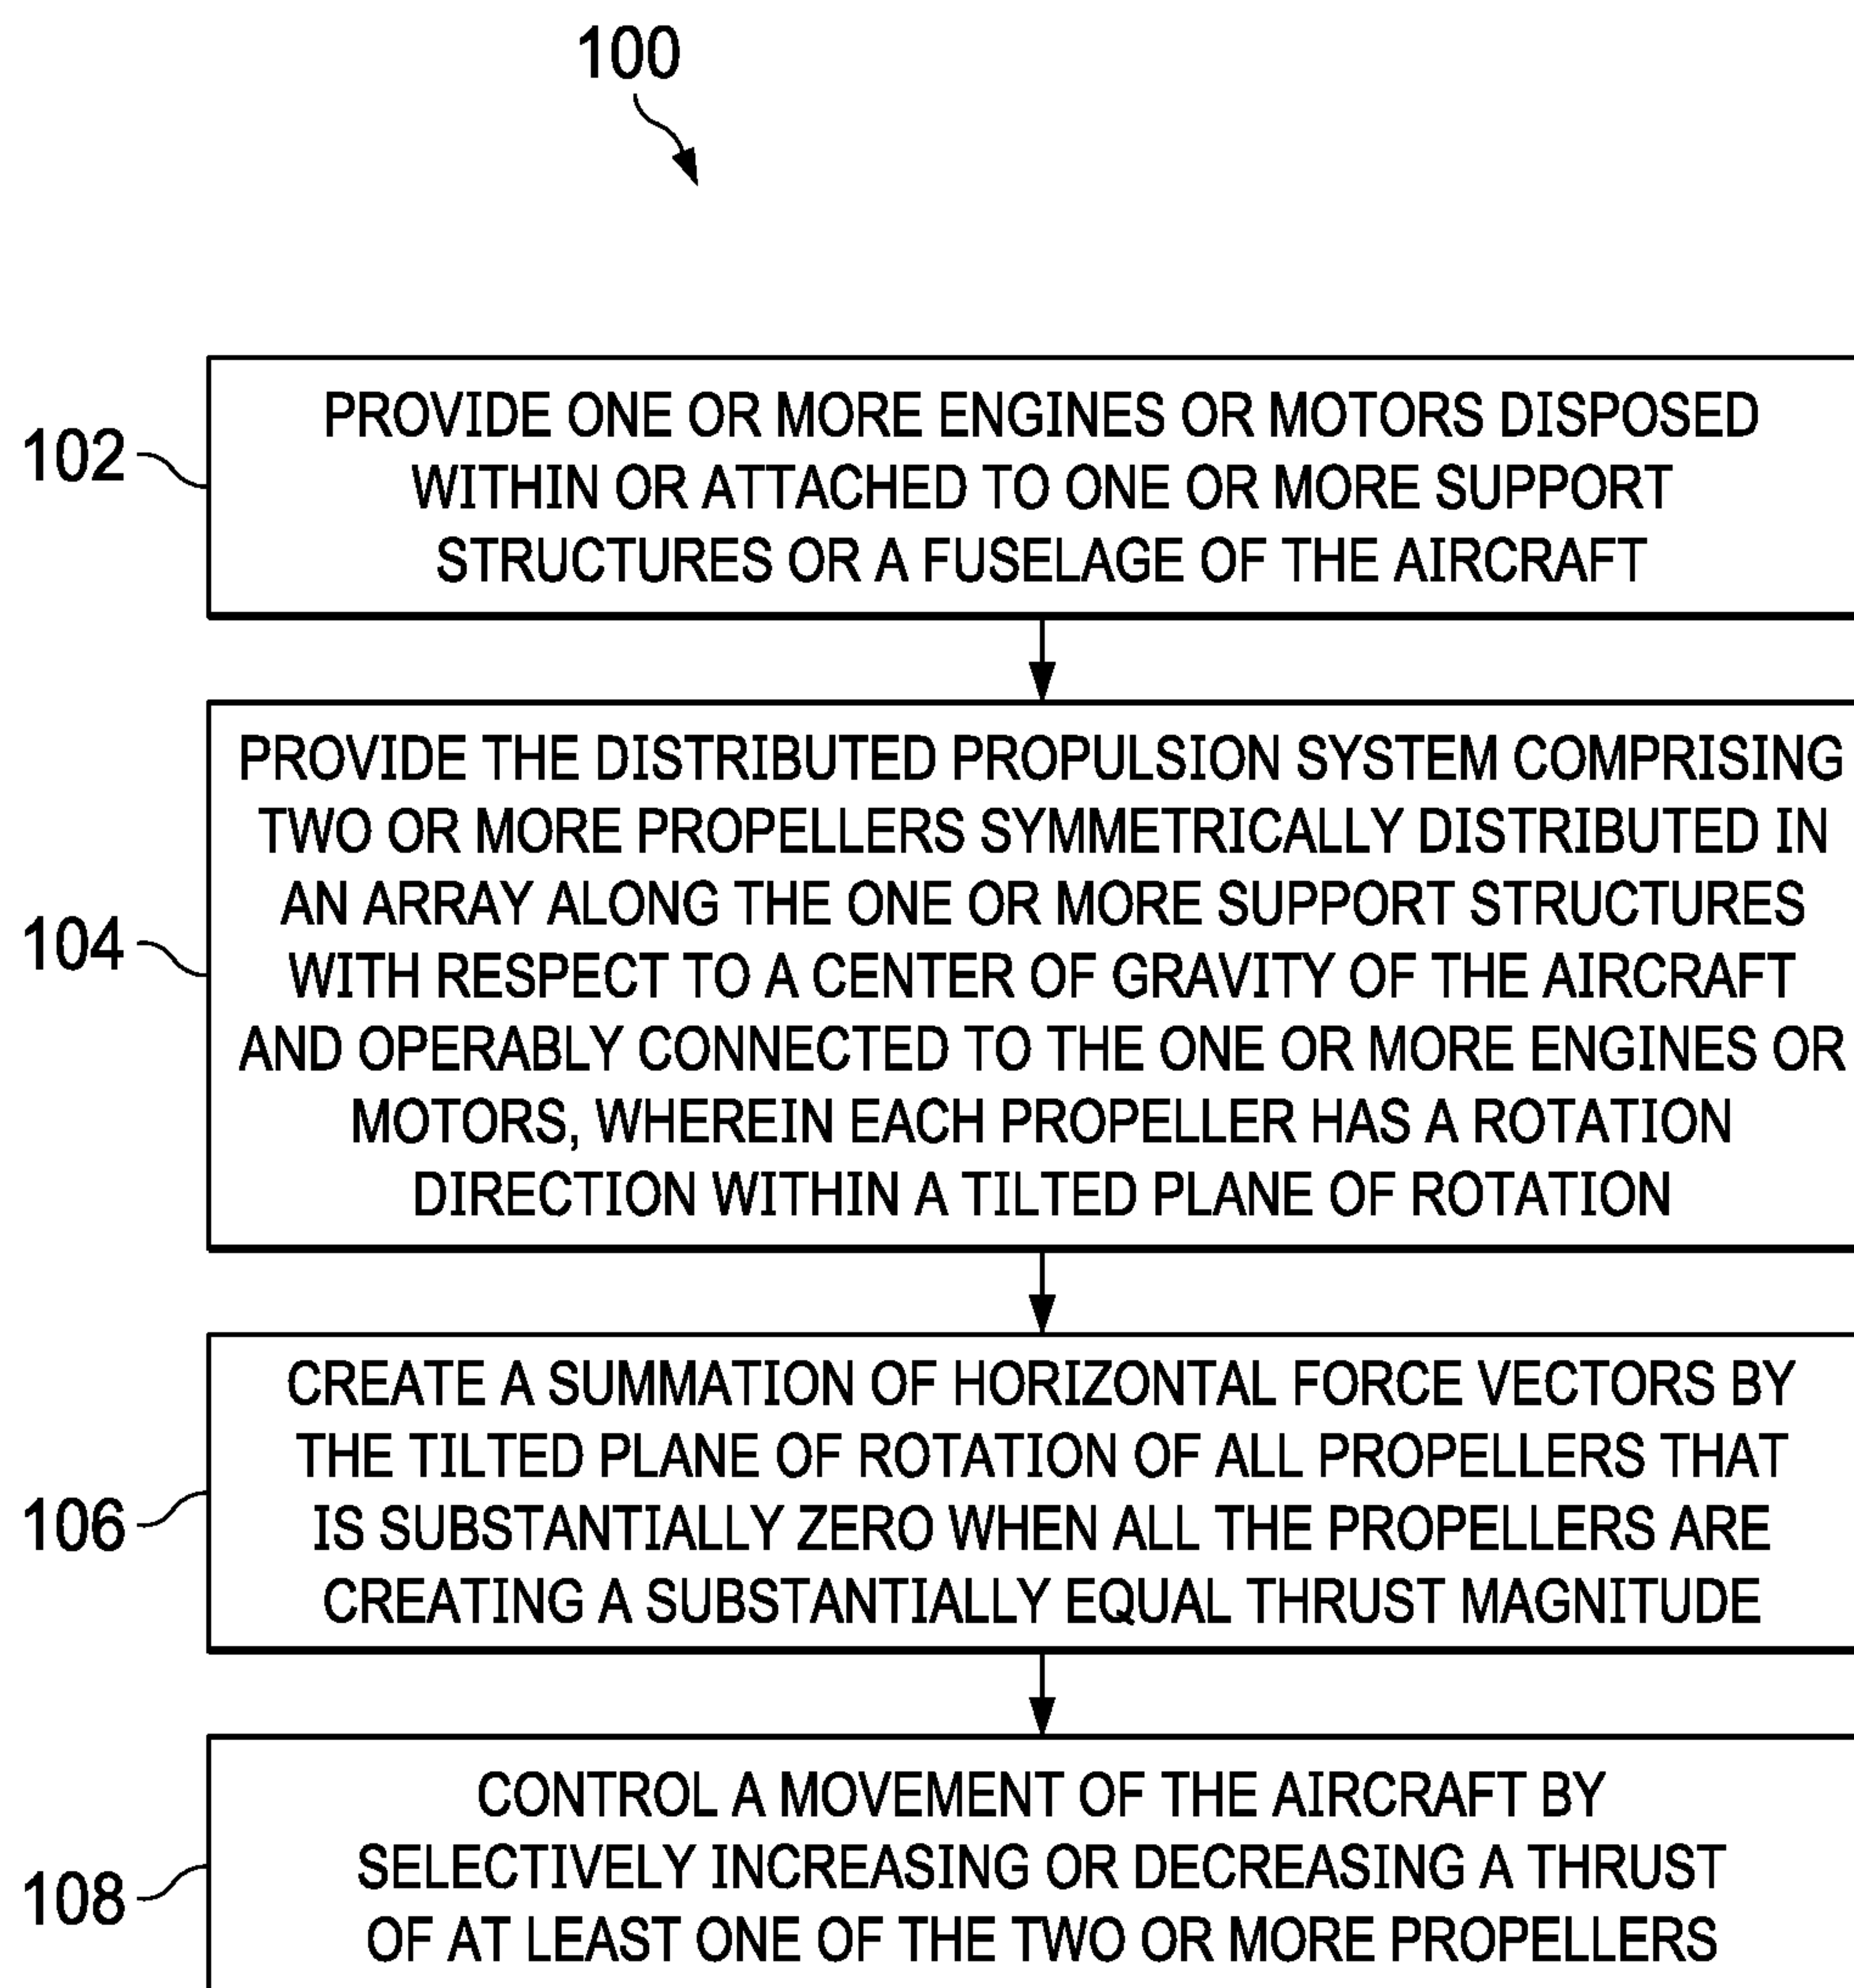 100
102
PROVIDE ONE OR MORE ENGINES OR MOTORS DISPOSED
WITHIN OR ATTACHED TO ONE OR MORE SUPPORT
STRUCTURES OR A FUSELAGE OF THE AIRCRAFT
104
PROVIDE THE DISTRIBUTED PROPULSION SYSTEM COMPRISING
TWO OR MORE PROPELLERS SYMMETRICALLY DISTRIBUTED IN
AN ARRAY ALONG THE ONE OR MORE SUPPORT STRUCTURES
WITH RESPECT TO A CENTER OF GRAVITY OF THE AIRCRAFT
AND OPERABLY CONNECTED TO THE ONE OR MORE ENGINES OR
MOTORS, WHEREIN EACH PROPELLER HAS A ROTATION
DIRECTION WITHIN A TILTED PLANE OF ROTATION
106
CREATE A SUMMATION OF HORIZONTAL FORCE VECTORS BY
THE TILTED PLANE OF ROTATION OF ALL PROPELLERS THAT
IS SUBSTANTIALLY ZERO WHEN ALL THE PROPELLERS ARE
CREATING A SUBSTANTIALLY EQUAL THRUST MAGNITUDE
108
CONTROL A MOVEMENT OF THE AIRCRAFT BY
SELECTIVELY INCREASING OR DECREASING A THRUST
OF AT LEAST ONE OF THE TWO OR MORE PROPELLERS